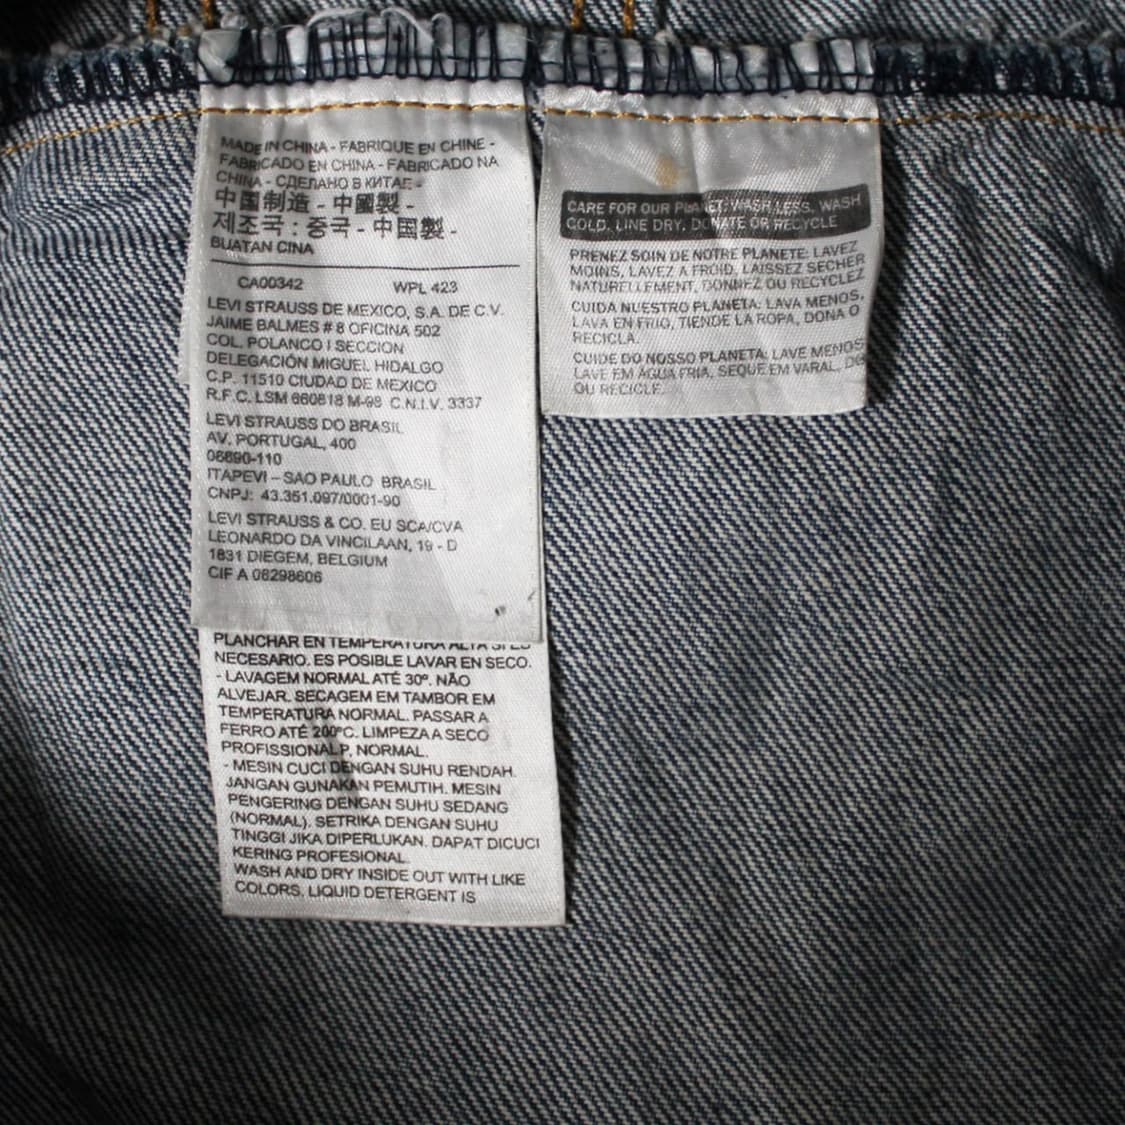 MADE IN CHINA - FABRIQUE EN CHINE -
FABRICADO EN CHINA - FABRICADO NA
CHINA - СДЕЛАНО В КИТАЕ -
中国制造 - 中國製 -
제조국 : 중국 - 中国製 -
BUATAN CINA
CA00342 WPL 423
LEVI STRAUSS DE MEXICO, S.A. DE C.V.
JAIME BALMES # 8 OFICINA 502
COL. POLANCO I SECCION
DELEGACIÓN MIGUEL HIDALGO
C.P. 11510 CIUDAD DE MEXICO
R.F.C. LSM 660818 M-98 C.N.I.V. 3337
LEVI STRAUSS DO BRASIL
AV. PORTUGAL, 400
06690-110
ITAPEVI – SAO PAULO BRASIL
CNPJ: 43.351.097/0001-90
LEVI STRAUSS & CO. EU SCA/CVA
LEONARDO DA VINCILAAN, 19 - D
1831 DIEGEM, BELGIUM
CIF A 08298606
PLANCHAR EN TEMPERATURA ALTA SI ES
NECESARIO. ES POSIBLE LAVAR EN SECO.
- LAVAGEM NORMAL ATÉ 30º. NÃO
ALVEJAR. SECAGEM EM TAMBOR EM
TEMPERATURA NORMAL. PASSAR A
FERRO ATÉ 200ºC. LIMPEZA A SECO
PROFISSIONAL P, NORMAL.
- MESIN CUCI DENGAN SUHU RENDAH.
JANGAN GUNAKAN PEMUTIH. MESIN
PENGERING DENGAN SUHU SEDANG
(NORMAL). SETRIKA DENGAN SUHU
TINGGI JIKA DIPERLUKAN. DAPAT DICUCI
KERING PROFESIONAL.
WASH AND DRY INSIDE OUT WITH LIKE
COLORS. LIQUID DETERGENT IS
CARE FOR OUR PLANET: WASH LESS, WASH
COLD, LINE DRY, DONATE OR RECYCLE
PRENEZ SOIN DE NOTRE PLANETE: LAVEZ
MOINS, LAVEZ A FROID, LAISSEZ SECHER
NATURELLEMENT, DONNEZ OU RECYCLEZ
CUIDA NUESTRO PLANETA: LAVA MENOS,
LAVA EN FRIO, TIENDE LA ROPA, DONA O
RECICLA.
CUIDE DO NOSSO PLANETA: LAVE MENOS
LAVE EM ÁGUA FRIA, SEQUE EM VARAL,
OU RECICLE.